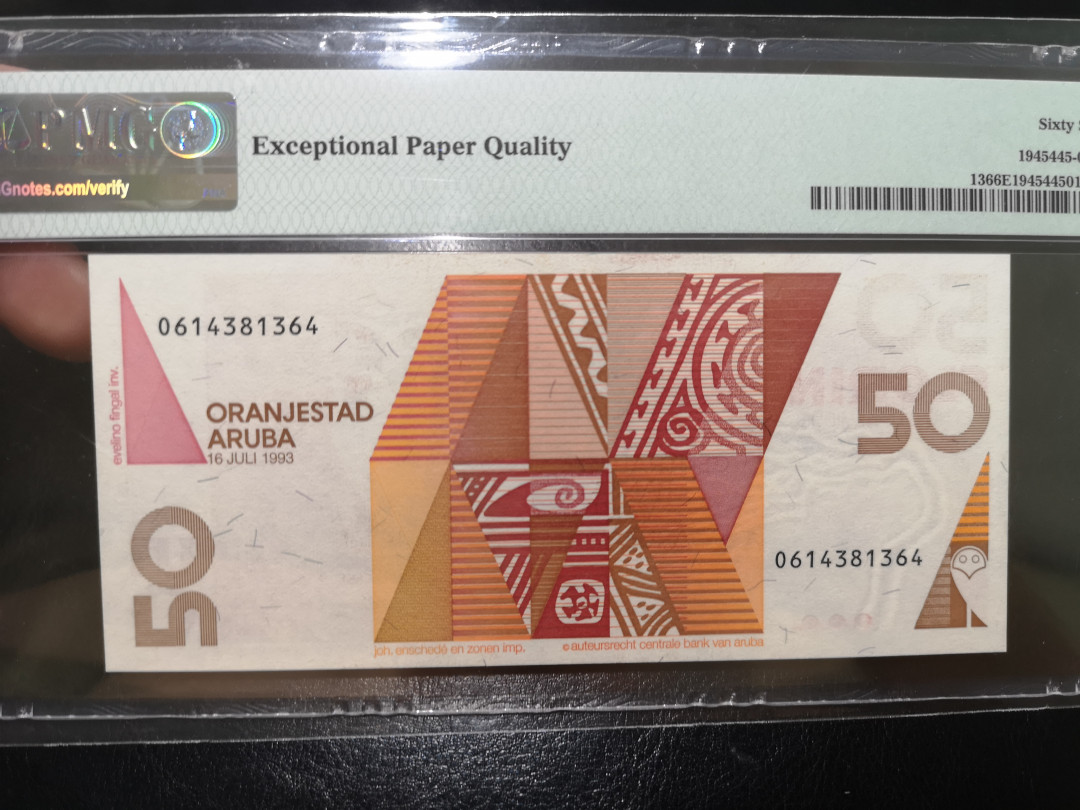 PMG
Gnotes.com/verify
Exceptional Paper Quality
Sixty
1945445-
1366E194544501
0614381364
evelino fingal inv.
ORANJESTAD
ARUBA
16 JULI 1993
50
50
0614381364
joh. enschedé en zonen imp.
© auteursrecht centrale bank van aruba